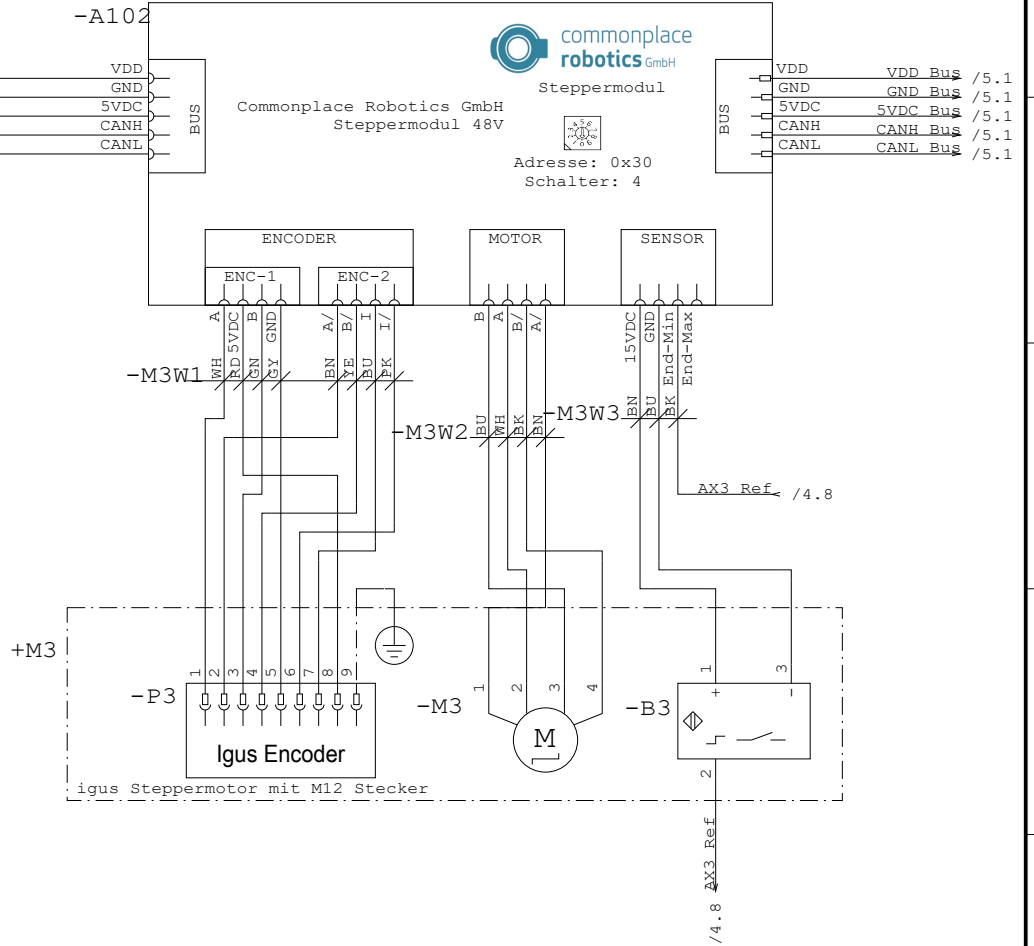 -A102
commonplace
robotics GmbH
Steppermodul
Commonplace Robotics GmbH
Steppermodul 48V
Adresse: 0x30
Schalter: 4
BUS
VDD
GND
5VDC
CANH
CANL
BUS
VDD
GND
5VDC
CANH
CANL
VDD Bus /5.1
GND Bus /5.1
5VDC Bus /5.1
CANH Bus /5.1
CANL Bus /5.1
ENCODER
MOTOR
SENSOR
ENC-1
ENC-2
A
5VDC
B
GND
A/
B/
I
I/
B
A
B/
A/
15VDC
GND
End-Min
End-Max
-M3W1
WH
RD
GN
GY
BN
YE
BU
PK
-M3W2
BU
WH
BK
BN
-M3W3
BN
BU
BK
AX3 Ref /4.8
+M3
-P3
1
2
3
4
5
6
7
8
9
Igus Encoder
-M3
1
2
3
4
M
-B3
1
3
+
-
2
igus Steppermotor mit M12 Stecker
/4.8 AX3 Ref